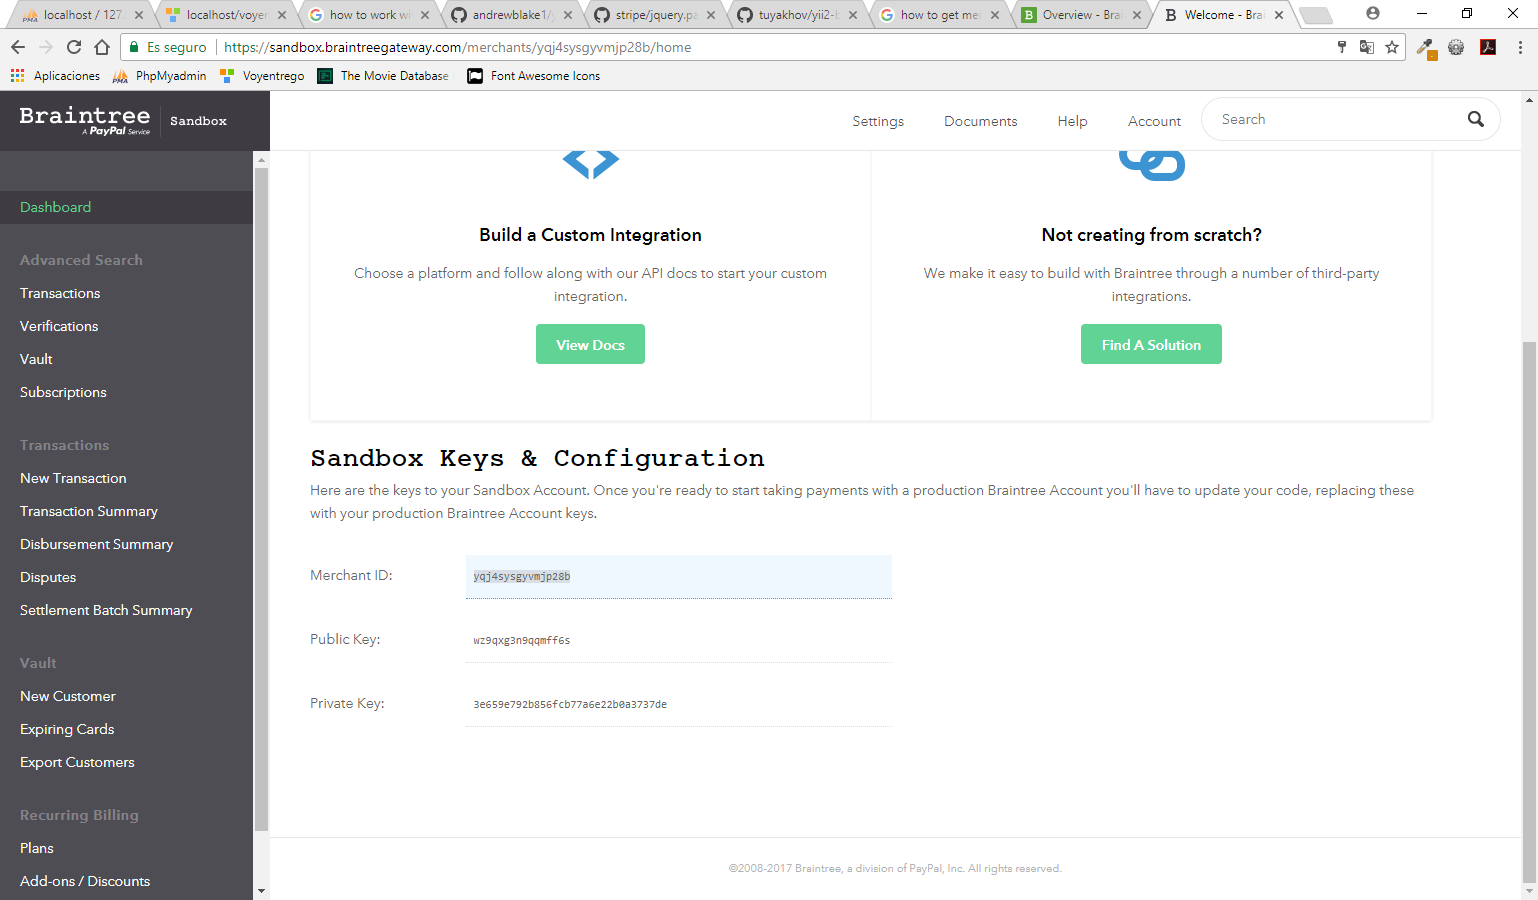 localhost / 127.
localhost/voyen
how to work wi
andrewblake1/y
stripe/jquery.pa
tuyakhov/yii2-b
how to get mer
Overview - Brai
Welcome - Brai
Es seguro
https://sandbox.braintreegateway.com/merchants/yqj4sysgyvmjp28b/home
Aplicaciones
PhpMyadmin
Voyentrego
The Movie Database
Font Awesome Icons
Braintree
A PayPal Service
Sandbox
Settings
Documents
Help
Account
Search
Dashboard
Advanced Search
Transactions
Verifications
Vault
Subscriptions
Transactions
New Transaction
Transaction Summary
Disbursement Summary
Disputes
Settlement Batch Summary
Vault
New Customer
Expiring Cards
Export Customers
Recurring Billing
Plans
Add-ons / Discounts
Build a Custom Integration
Choose a platform and follow along with our API docs to start your custom
integration.
View Docs
Not creating from scratch?
We make it easy to build with Braintree through a number of third-party
integrations.
Find A Solution
Sandbox Keys & Configuration
Here are the keys to your Sandbox Account. Once you're ready to start taking payments with a production Braintree Account you'll have to update your code, replacing these
with your production Braintree Account keys.
Merchant ID:
yqj4sysgyvmjp28b
Public Key:
wz9qxg3n9qqmff6s
Private Key:
3e659e792b856fcb77a6e22b0a3737de
©2008-2017 Braintree, a division of PayPal, Inc. All rights reserved.